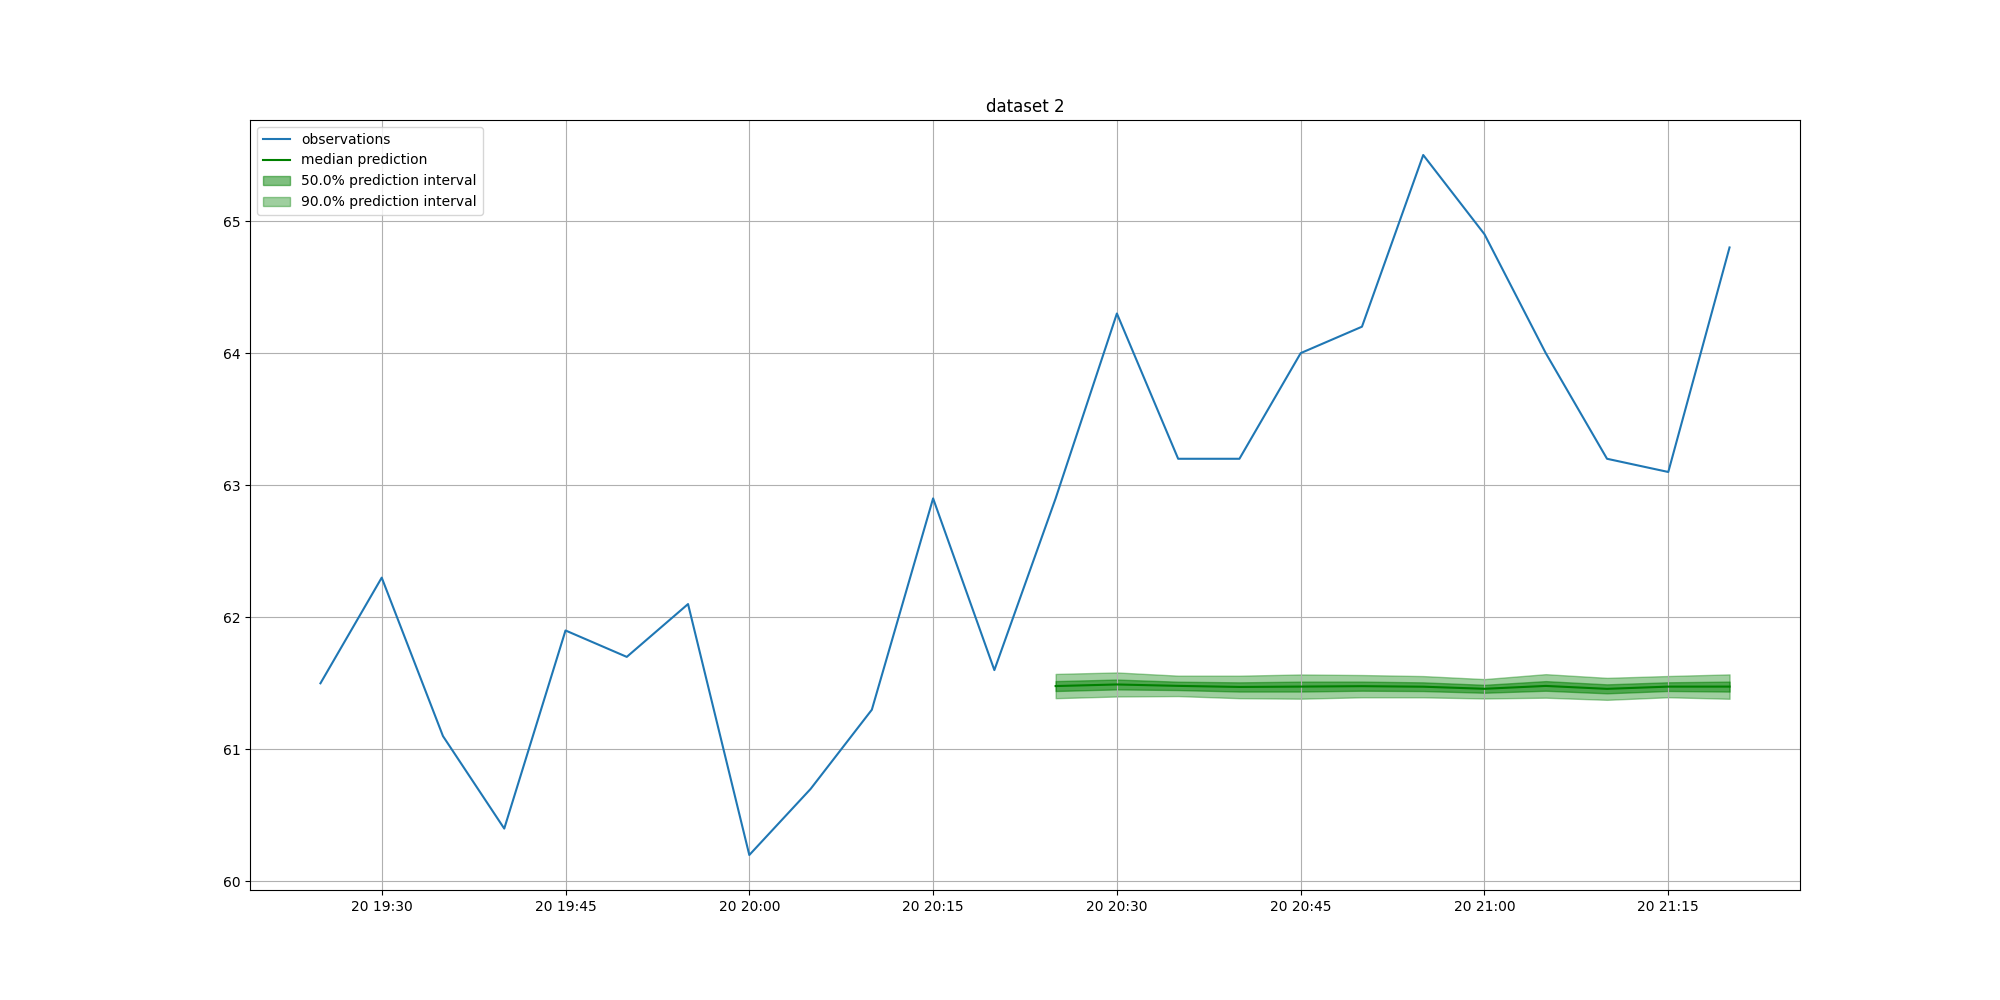 dataset 2
observations
median prediction
50.0% prediction interval
90.0% prediction interval
65
64
63
62
61
60
20 19:30 20 19:45 20 20:00 20 20:15 20 20:30 20 20:45 20 21:00 20 21:15